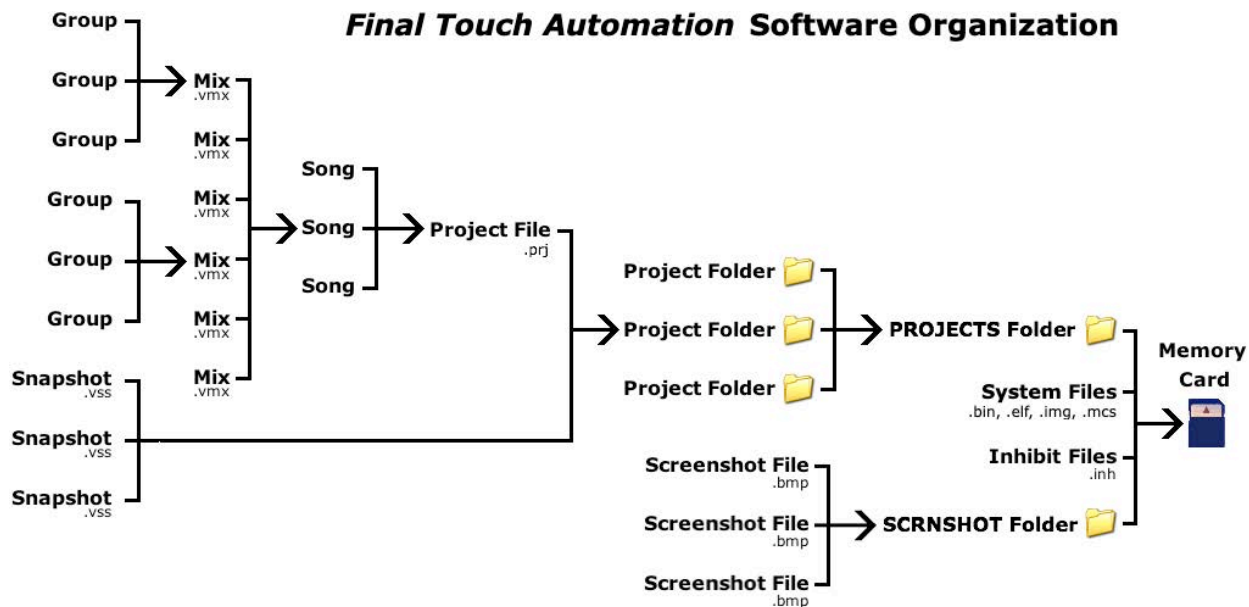 Final Touch Automation Software Organization
Group
Group
Group
Group
Group
Group
Snapshot
.vss
Snapshot
.vss
Snapshot
.vss
Mix
.vmx
Mix
.vmx
Mix
.vmx
Mix
.vmx
Mix
.vmx
Mix
.vmx
Song
Song
Song
Project File
.prj
Project Folder
Project Folder
Project Folder
Screenshot File
.bmp
Screenshot File
.bmp
Screenshot File
.bmp
PROJECTS Folder
System Files
.bin, .elf, .img, .mcs
Inhibit Files
.inh
SCRNSHOT Folder
Memory
Card